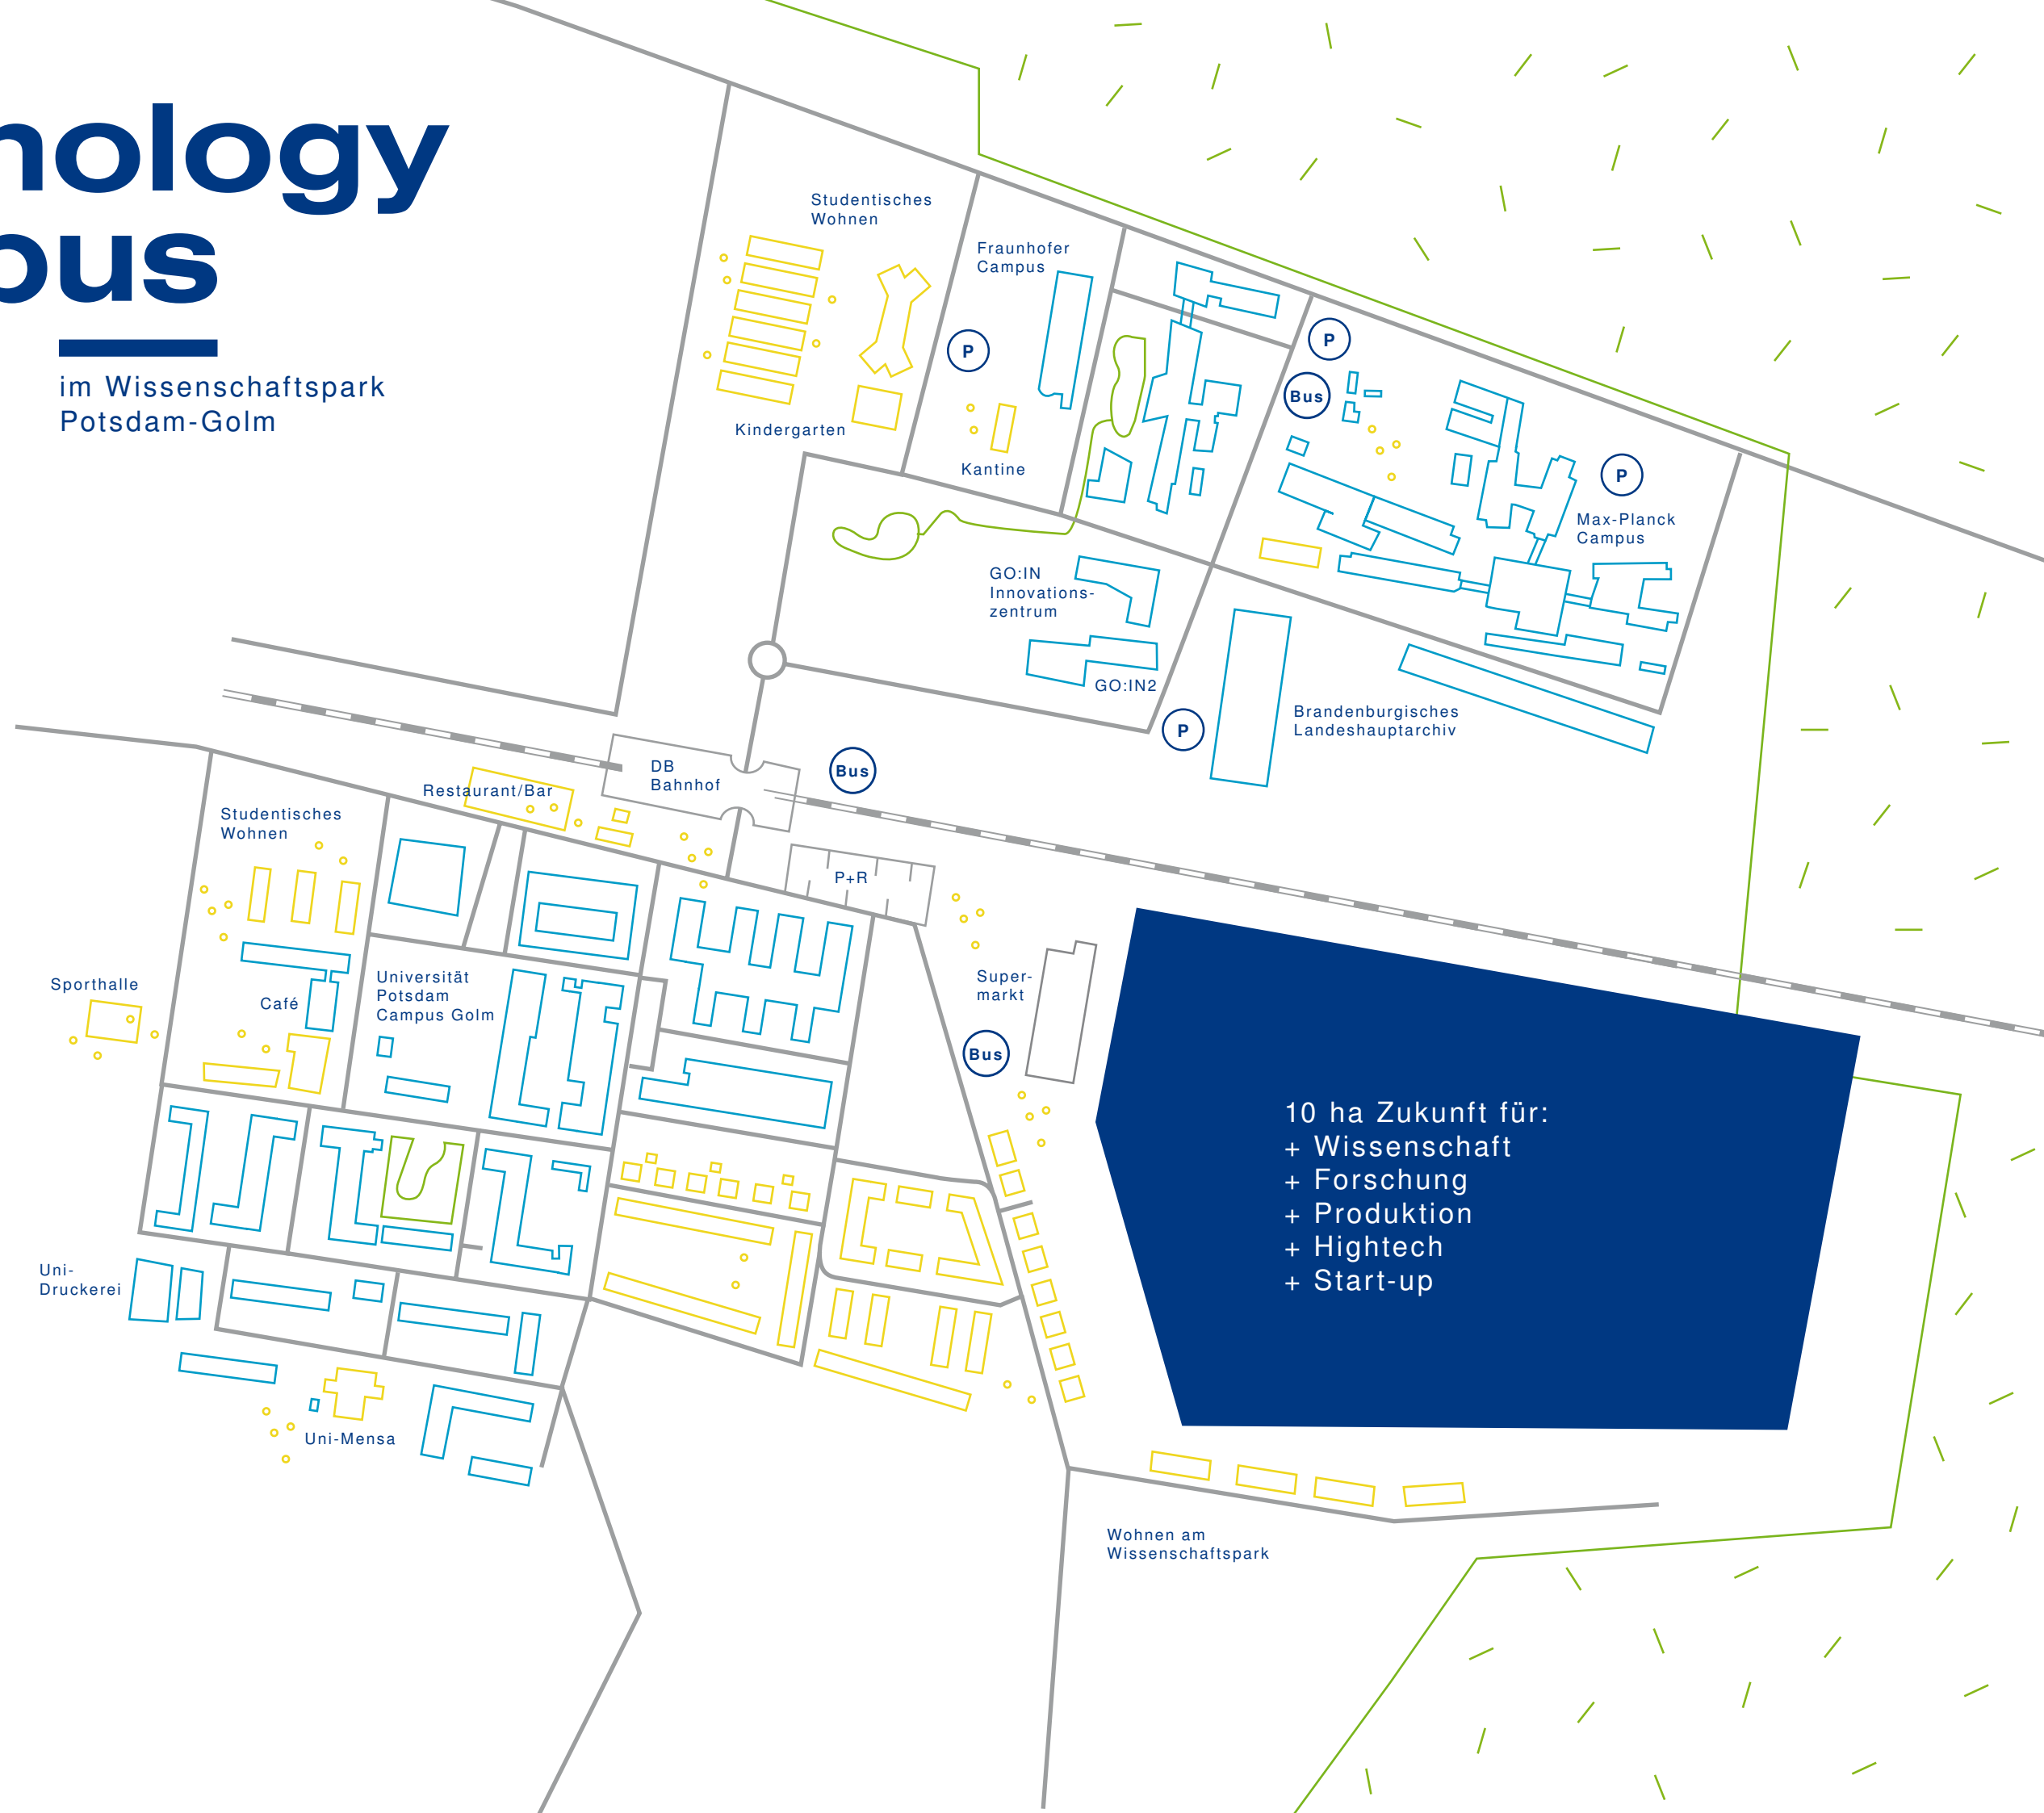 nology
pus
im Wissenschaftspark
Potsdam-Golm
Studentisches
Wohnen
Fraunhofer
Campus
P
P
Bus
Kindergarten
Kantine
P
Max-Planck
Campus
GO:IN
Innovations-
zentrum
GO:IN2
Brandenburgisches
Landeshauptarchiv
P
DB
Bahnhof
Bus
Restaurant/Bar
Studentisches
Wohnen
P+R
Sporthalle
Café
Universität
Potsdam
Campus Golm
Super-
markt
Bus
10 ha Zukunft für:
+ Wissenschaft
+ Forschung
+ Produktion
+ Hightech
+ Start-up
Uni-
Druckerei
Uni-Mensa
Wohnen am
Wissenschaftspark